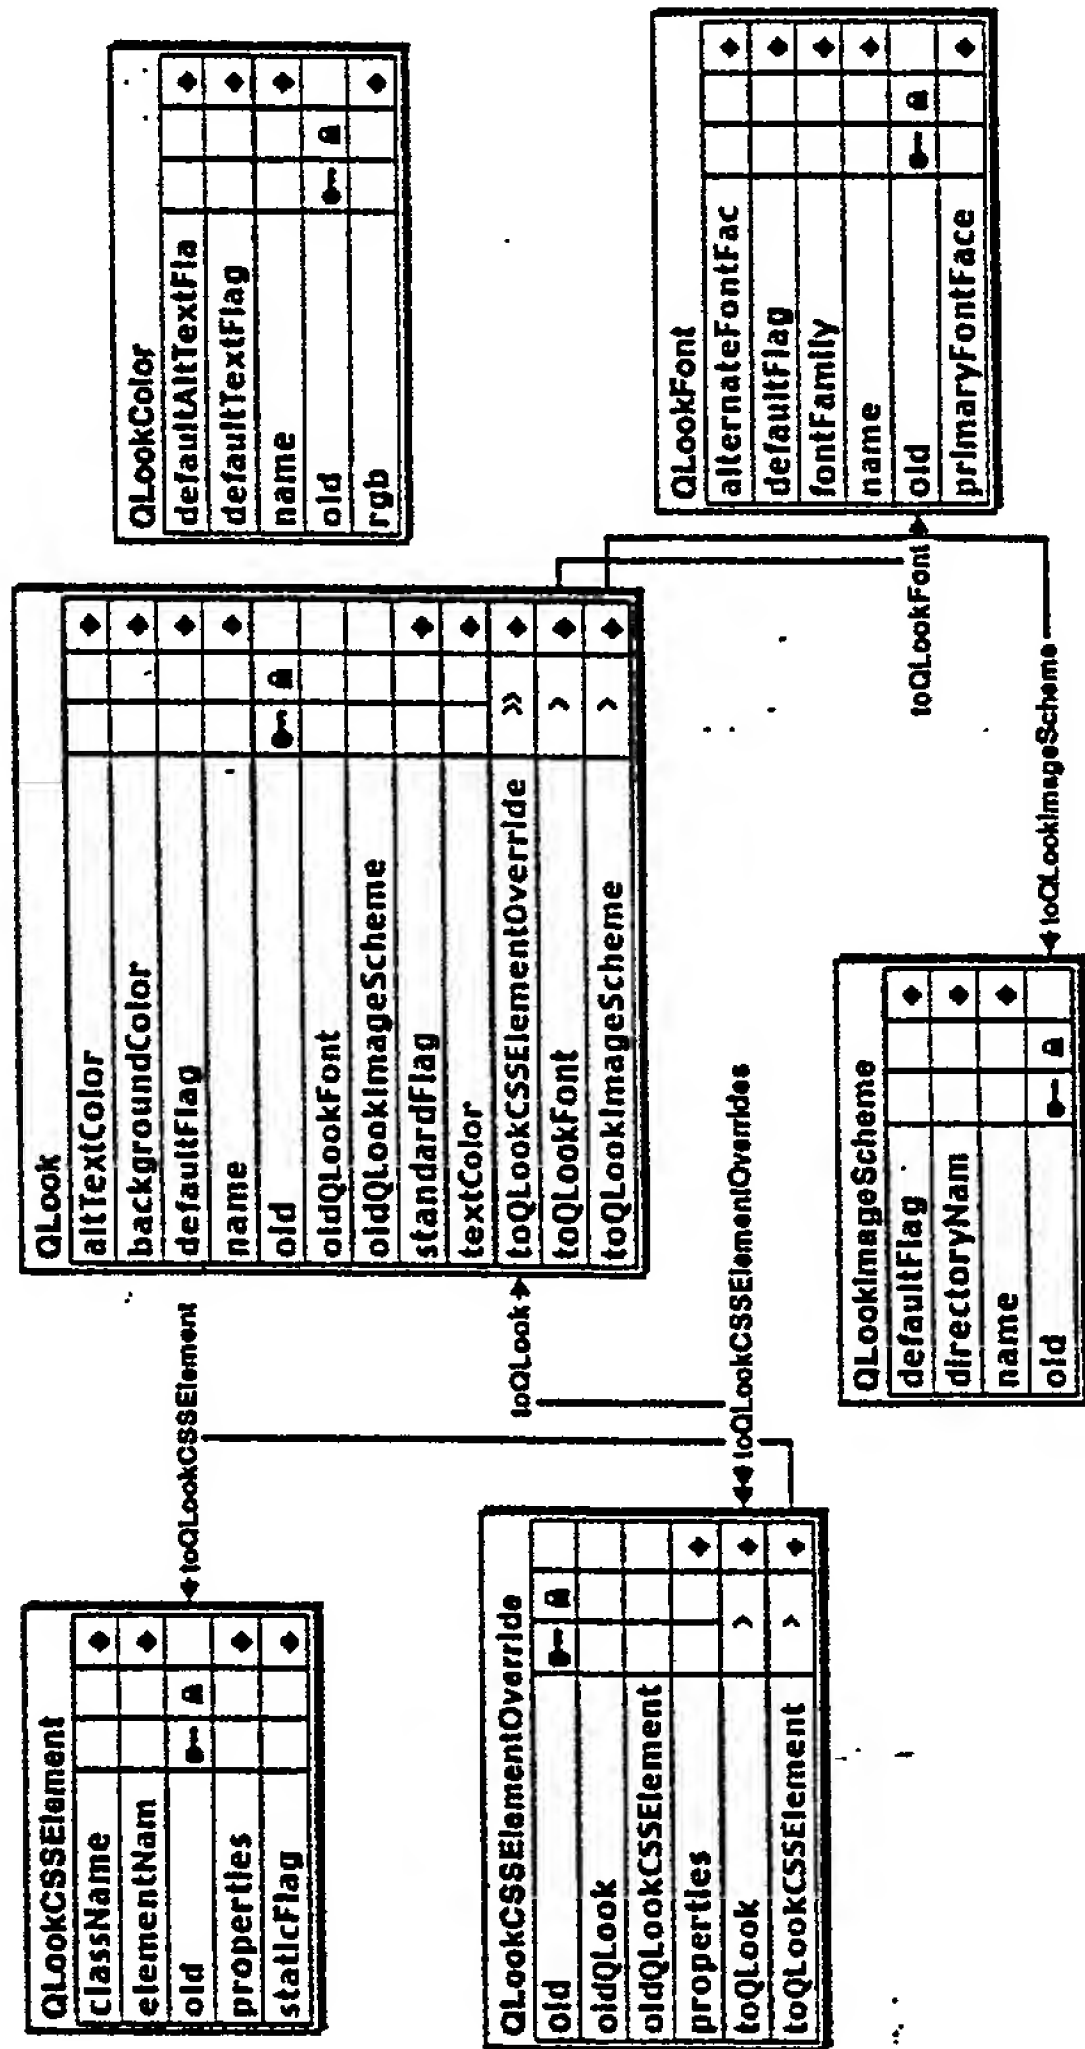 QLookCSSElement
className
elementNam
oid
properties
staticFlag
toQLookCSSElement
QLook
altTextColor
backgroundColor
defaultFlag
name
oid
oidQLookFont
oidQLookImageScheme
standardFlag
textColor
toQLookCSSElementOverride
toQLookFont
toQLookImageScheme
QLookColor
defaultAltTextFla
defaultTextFlag
name
oid
rgb
QLookCSSElementOverride
oid
oidQLook
oidQLookCSSElement
properties
toQLook
toQLookCSSElement
toQLook
toQLookCSSElementOverrides
QLookFont
alternateFontFac
defaultFlag
fontFamily
name
oid
primaryFontFace
toQLookFont
toQLookImageScheme
QLookImageScheme
defaultFlag
directoryNam
name
oid